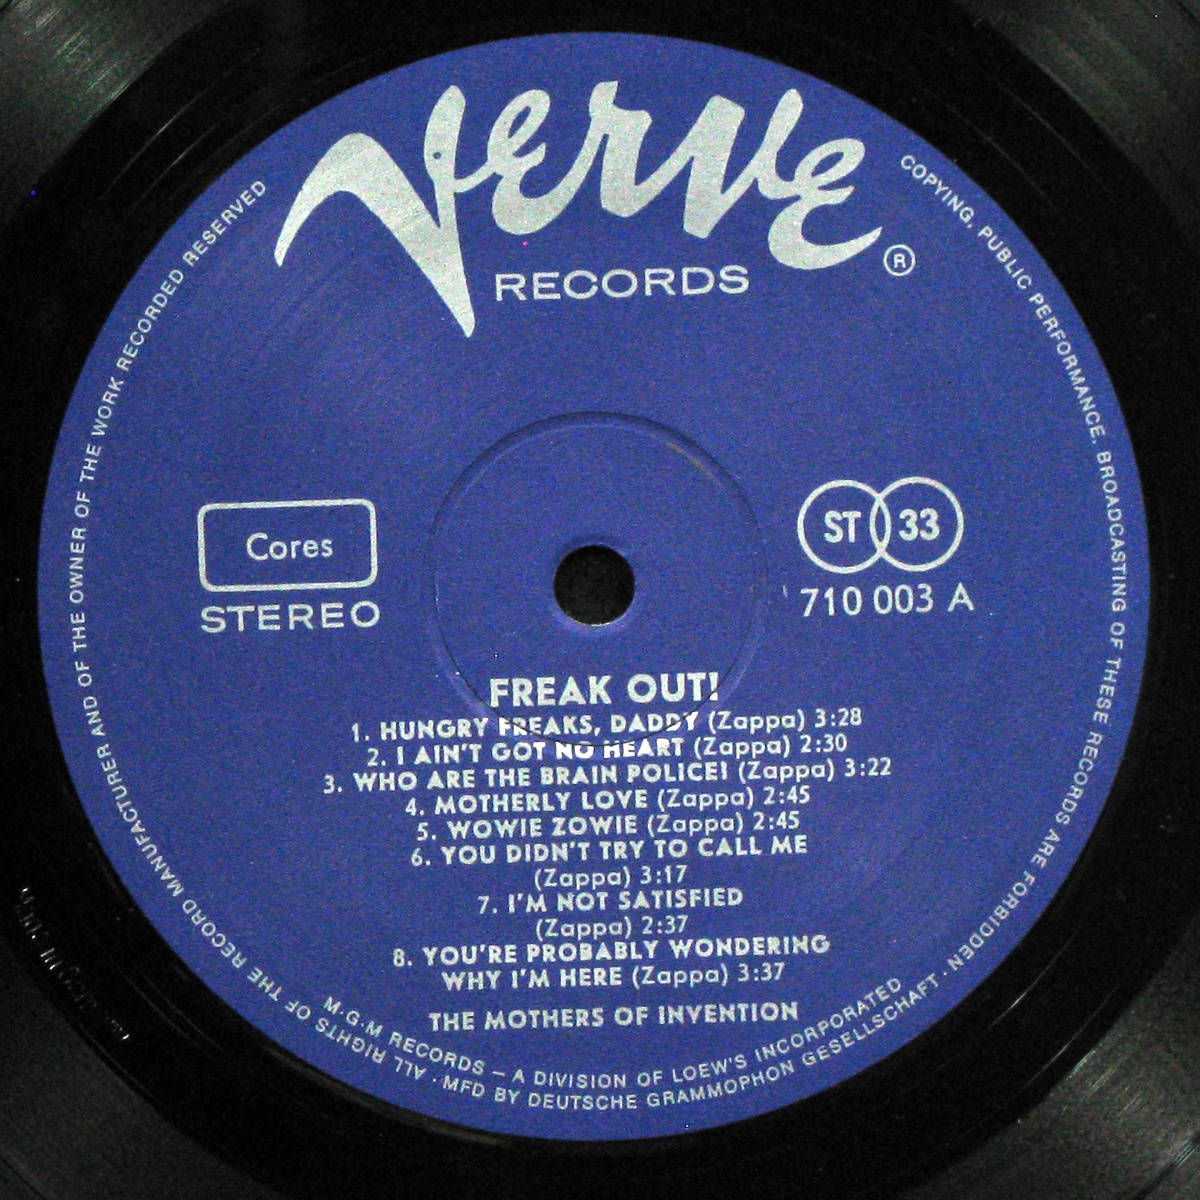 Verve
RECORDS
®
COPYING, PUBLIC PERFORMANCE, BROADCASTING OF THESE RECORDS ARE FORBIDDEN · MFD BY DEUTSCHE GRAMMOPHON GESELLSCHAFT · ALL RIGHTS OF THE RECORD MANUFACTURER AND OF THE OWNER OF THE WORK RECORDED RESERVED
Cores
STEREO
ST 33
710 003 A
FREAK OUT!
1. HUNGRY FREAKS, DADDY (Zappa) 3:28
2. I AIN'T GOT NO HEART (Zappa) 2:30
3. WHO ARE THE BRAIN POLICE! (Zappa) 3:22
4. MOTHERLY LOVE (Zappa) 2:45
5. WOWIE ZOWIE (Zappa) 2:45
6. YOU DIDN'T TRY TO CALL ME
(Zappa) 3:17
7. I'M NOT SATISFIED
(Zappa) 2:37
8. YOU'RE PROBABLY WONDERING
WHY I'M HERE (Zappa) 3:37
THE MOTHERS OF INVENTION
M·G·M RECORDS — A DIVISION OF LOEW'S INCORPORATED